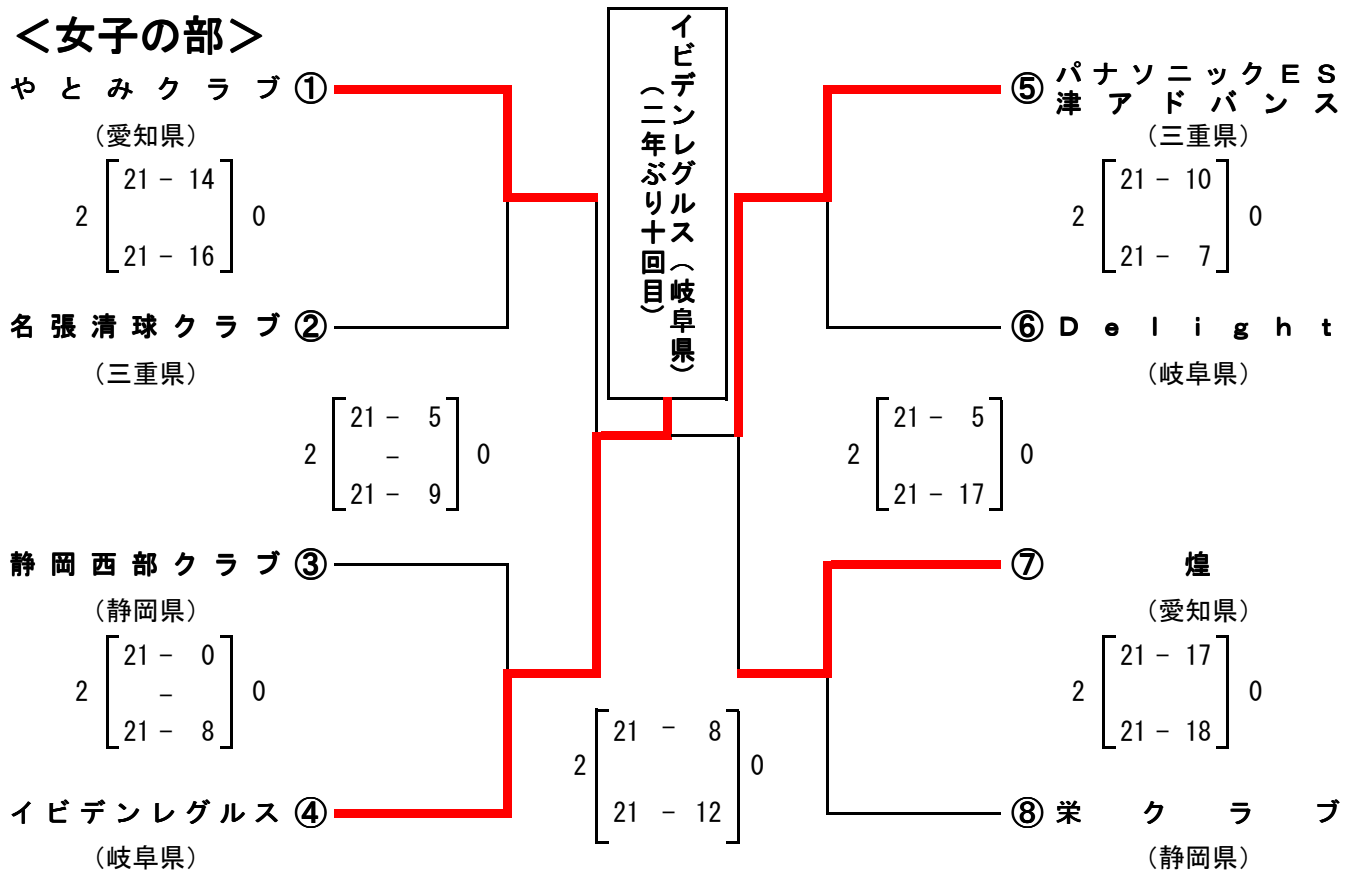 ＜女子の部＞
やとみクラブ ①
（愛知県）
21 - 14
2 0
21 - 16
名張清球クラブ ②
（三重県）
21 - 5
2 - 0
21 - 9
静岡西部クラブ ③
（静岡県）
21 - 0
2 - 0
21 - 8
イビデンレグルス ④
（岐阜県）
イビデンレグルス（岐阜県）
（二年ぶり十回目）
21 - 8
2 0
21 - 12
⑤ パナソニックＥＳ
津アドバンス
（三重県）
21 - 10
2 0
21 - 7
⑥ Ｄｅｌｉｇｈｔ
（岐阜県）
21 - 5
2 0
21 - 17
⑦ 煌
（愛知県）
21 - 17
2 0
21 - 18
⑧ 栄クラブ
（静岡県）